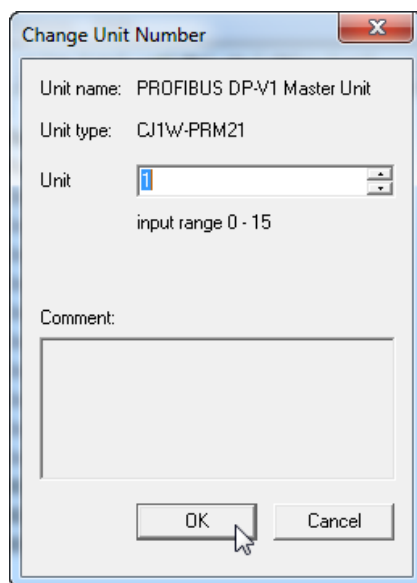 Change Unit Number
Unit name: PROFIBUS DP-V1 Master Unit
Unit type: CJ1W-PRM21
Unit 1
input range 0 - 15
Comment:
OK Cancel